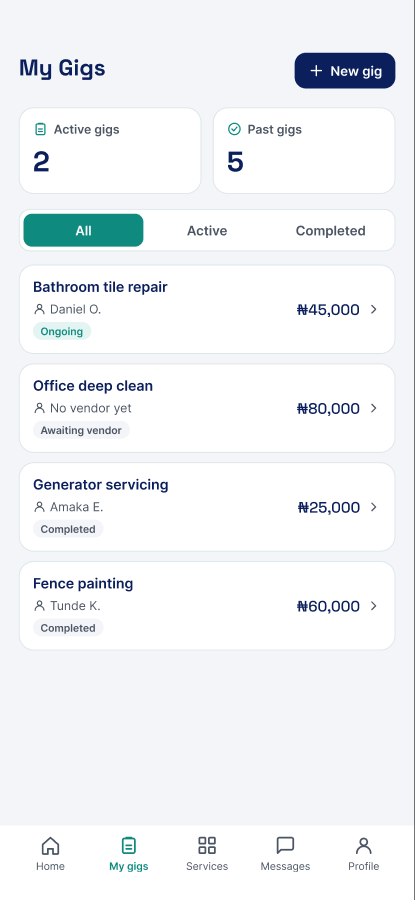 My Gigs
New gig
Active gigs
2
Past gigs
5
All
Active
Completed
Bathroom tile repair
Daniel O.
₦45,000
Ongoing
Office deep clean
No vendor yet
₦80,000
Awaiting vendor
Generator servicing
Amaka E.
₦25,000
Completed
Fence painting
Tunde K.
₦60,000
Completed
Home
My gigs
Services
Messages
Profile